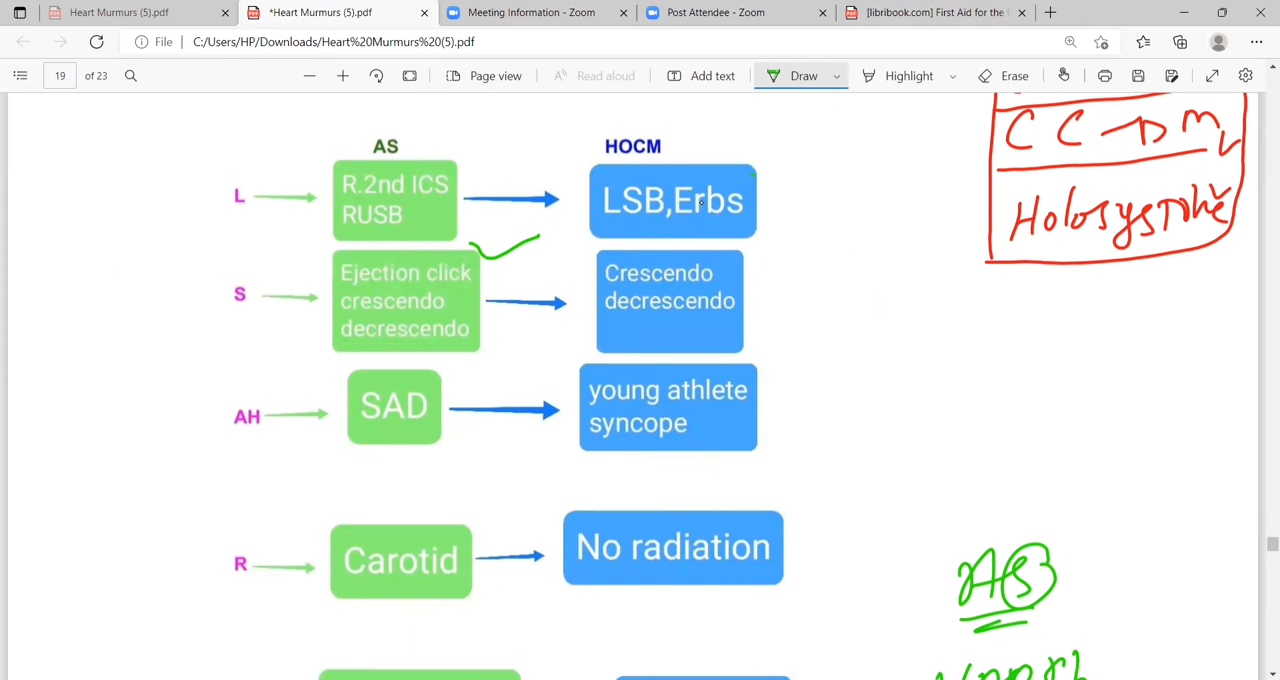 Heart Murmurs (5).pdf
*Heart Murmurs (5).pdf
Meeting Information - Zoom
Post Attendee - Zoom
[libribook.com] First Aid for the
File
C:/Users/HP/Downloads/Heart%20Murmurs%20(5).pdf
19
of 23
Page view
Read aloud
Add text
Draw
Highlight
Erase
AS
HOCM
L
R.2nd ICS
RUSB
LSB,Erbs
S
Ejection click
crescendo
decrescendo
Crescendo
decrescendo
AH
SAD
young athlete
syncope
R
Carotid
No radiation
C C
Holosystolic
AS